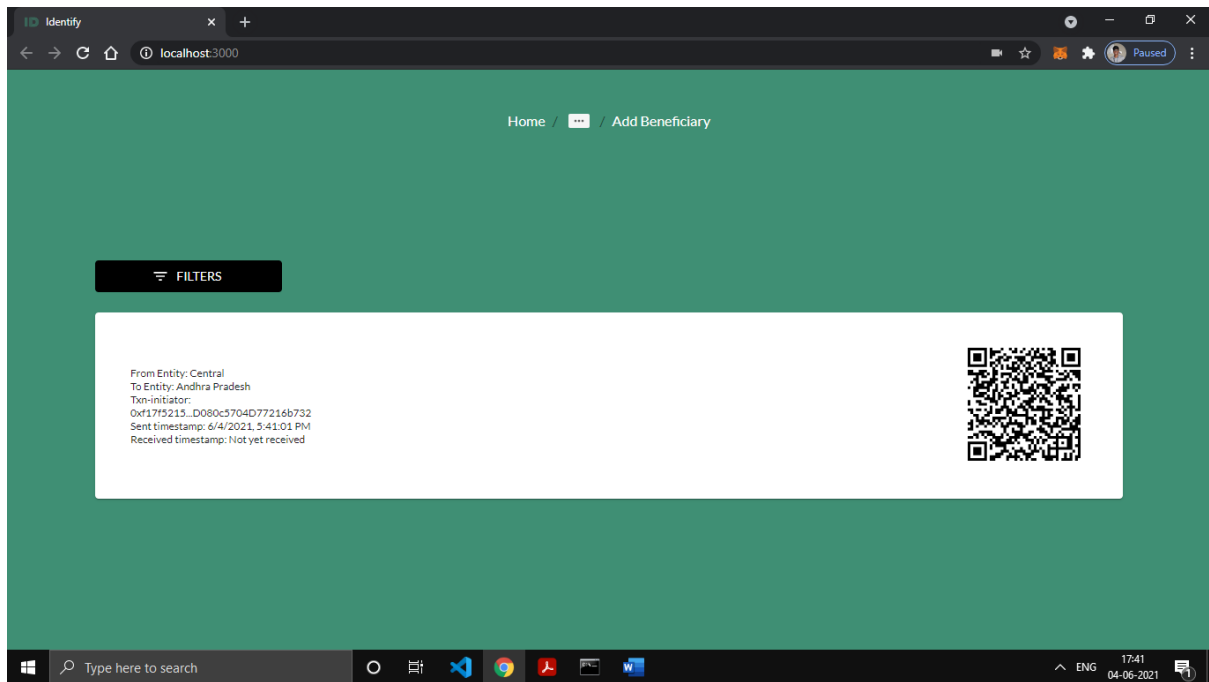 ID Identify
localhost:3000
Paused
Home / ... / Add Beneficiary
FILTERS
From Entity: Central
To Entity: Andhra Pradesh
Txn-initiator:
0xf17f5215...D080c5704D77216b732
Sent timestamp: 6/4/2021, 5:41:01 PM
Received timestamp: Not yet received
Type here to search
W
ENG
17:41
04-06-2021
1